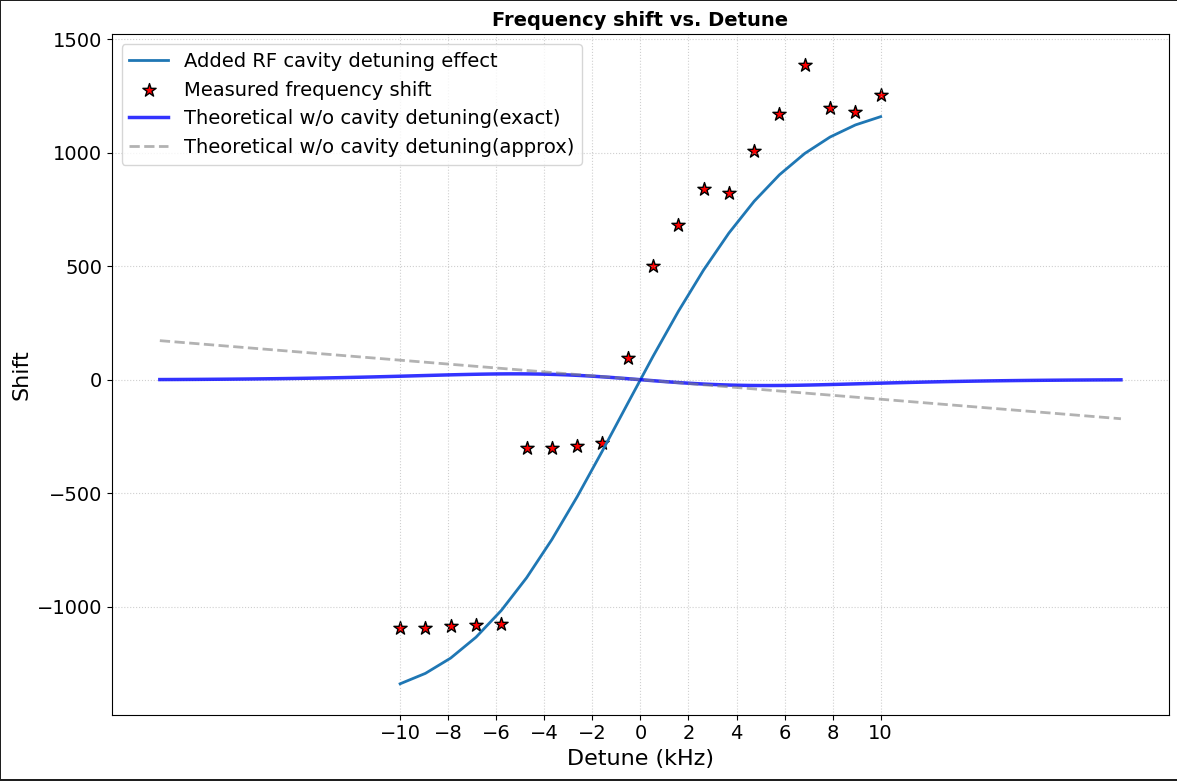 Frequency shift vs. Detune
1500
1000
500
0
−500
−1000
Shift
Added RF cavity detuning effect
Measured frequency shift
Theoretical w/o cavity detuning(exact)
Theoretical w/o cavity detuning(approx)
−10 −8 −6 −4 −2 0 2 4 6 8 10
Detune (kHz)